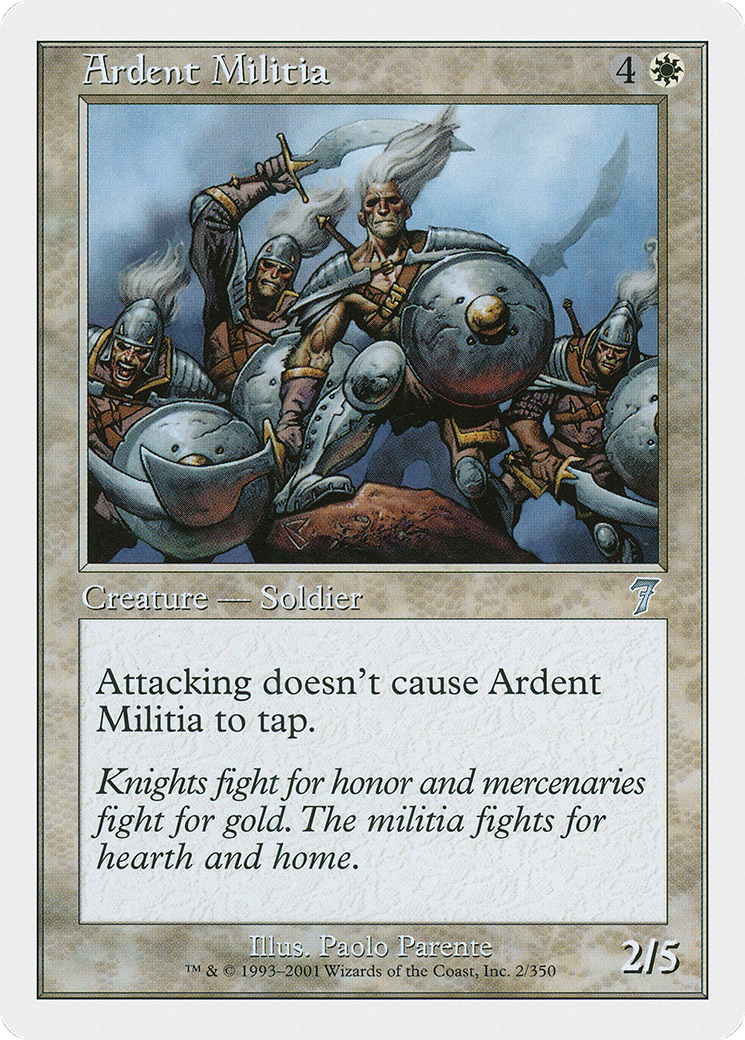 Ardent Militia 4
Creature — Soldier 7
Attacking doesn't cause Ardent
Militia to tap.
Knights fight for honor and mercenaries
fight for gold. The militia fights for
hearth and home.
Illus. Paolo Parente
™ & © 1993–2001 Wizards of the Coast, Inc. 2/350
2/5